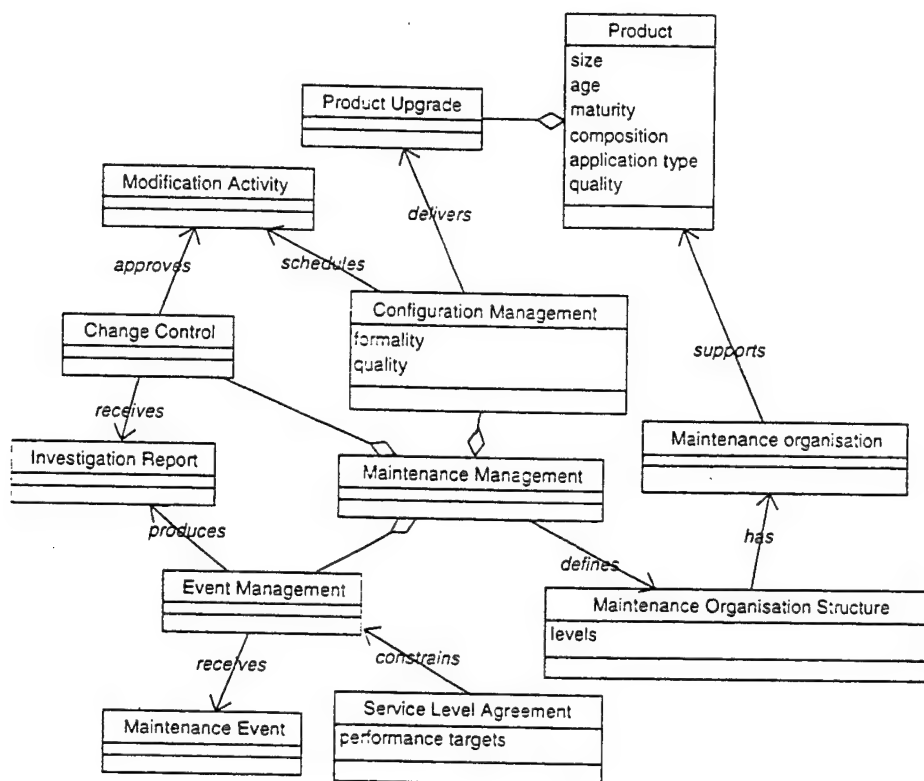 Product
size
age
maturity
composition
application type
quality
Product Upgrade
Modification Activity
delivers
approves
schedules
Change Control
Configuration Management
formality
quality
supports
receives
Investigation Report
Maintenance Management
Maintenance organisation
produces
has
defines
Event Management
Maintenance Organisation Structure
levels
receives
constrains
Service Level Agreement
performance targets
Maintenance Event